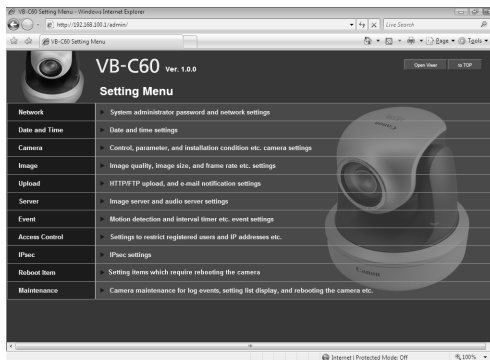 VB-C60 Setting Menu - Windows Internet Explorer
http://192.168.100.1/admin/
Live Search
VB-C60 Setting Menu
Page
Tools
VB-C60 Ver. 1.0.0
Open Viewer
to TOP
Setting Menu
Network
System administrator password and network settings
Date and Time
Date and time settings
Camera
Control, parameter, and installation condition etc. camera settings
Image
Image quality, image size, and frame rate etc. settings
Upload
HTTP/FTP upload, and e-mail notification settings
Server
Image server and audio server settings
Event
Motion detection and interval timer etc. event settings
Access Control
Settings to restrict registered users and IP addresses etc.
IPsec
IPsec settings
Reboot Item
Setting items which require rebooting the camera
Maintenance
Camera maintenance for log events, setting list display, and rebooting the camera etc.
Canon
Internet | Protected Mode: Off
100%